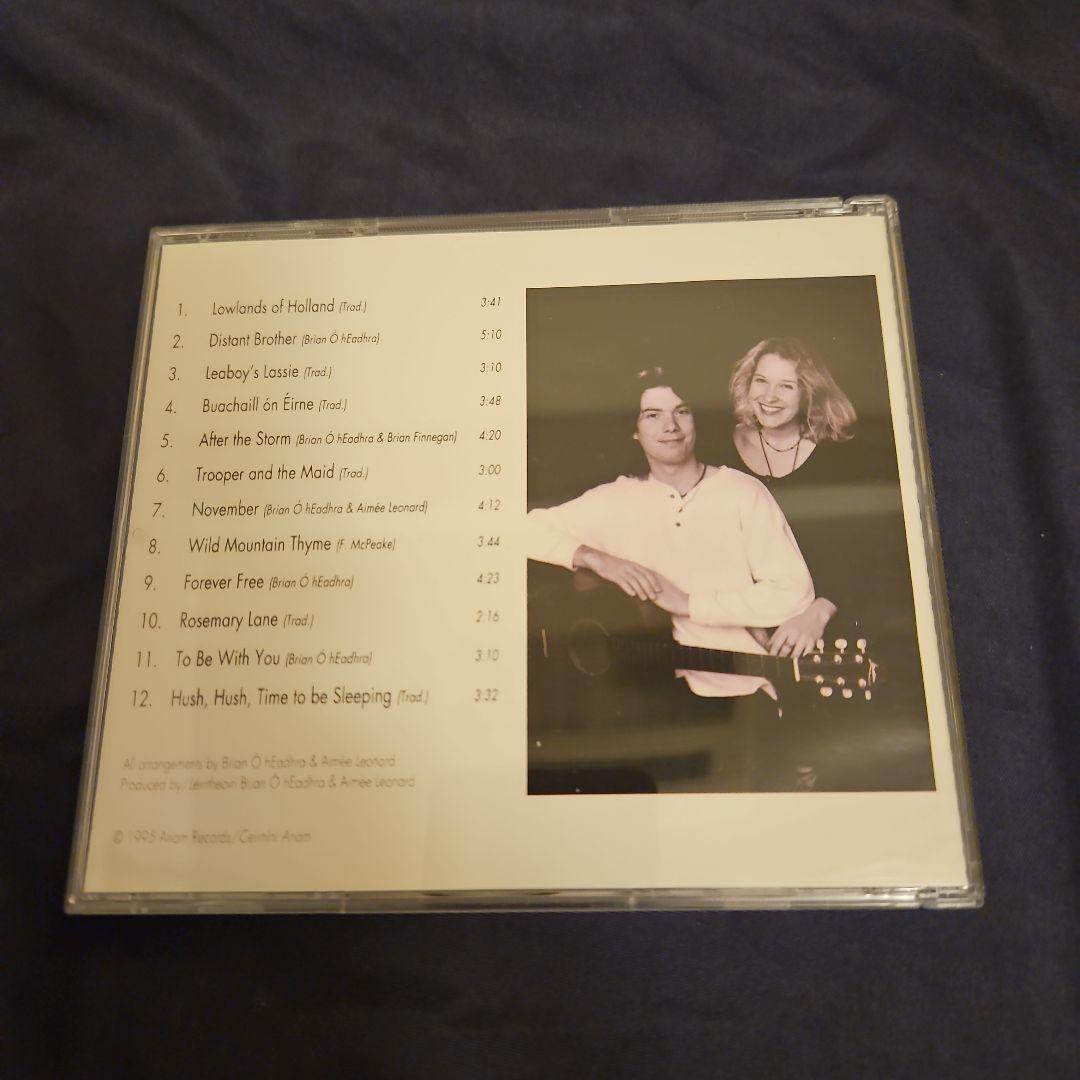 1. Lowlands of Holland (Trad.) 3:41
2. Distant Brother (Brian Ó hEadhra) 5:10
3. Leaboy's Lassie (Trad.) 3:10
4. Buachaill ón Éirne (Trad.) 3:48
5. After the Storm (Brian Ó hEadhra & Brian Finnegan) 4:20
6. Trooper and the Maid (Trad.) 3:00
7. November (Brian Ó hEadhra & Aimée Leonard) 4:12
8. Wild Mountain Thyme (F. McPeake) 3:44
9. Forever Free (Brian Ó hEadhra) 4:23
10. Rosemary Lane (Trad.) 2:16
11. To Be With You (Brian Ó hEadhra) 3:10
12. Hush, Hush, Time to be Sleeping (Trad.) 3:32
All arrangements by Brian Ó hEadhra & Aimée Leonard
Produced by/Léiritheoirí Brian Ó hEadhra & Aimée Leonard
© 1995 Anam Records/Ceirníní Anam